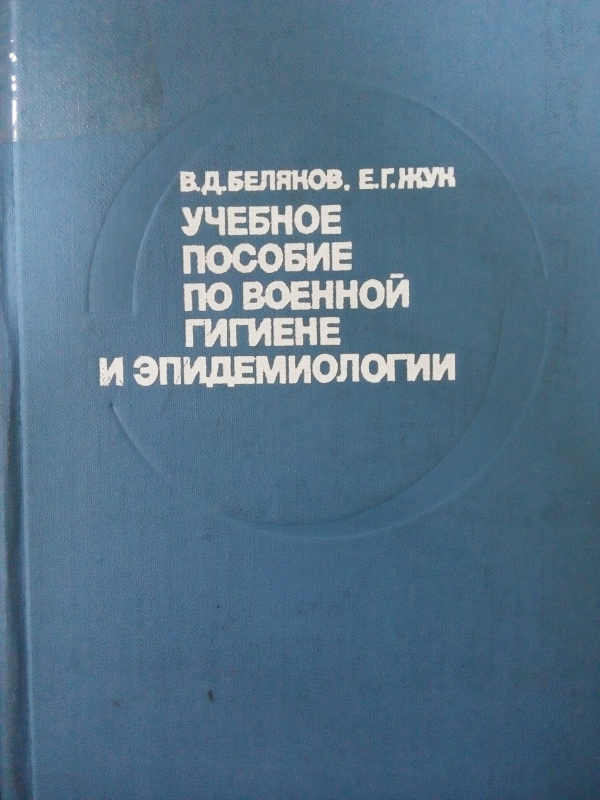 В.Д.БЕЛЯКОВ, Е.Г.ЖУК
УЧЕБНОЕ
ПОСОБИЕ
ПО ВОЕННОЙ
ГИГИЕНЕ
И ЭПИДЕМИОЛОГИИ